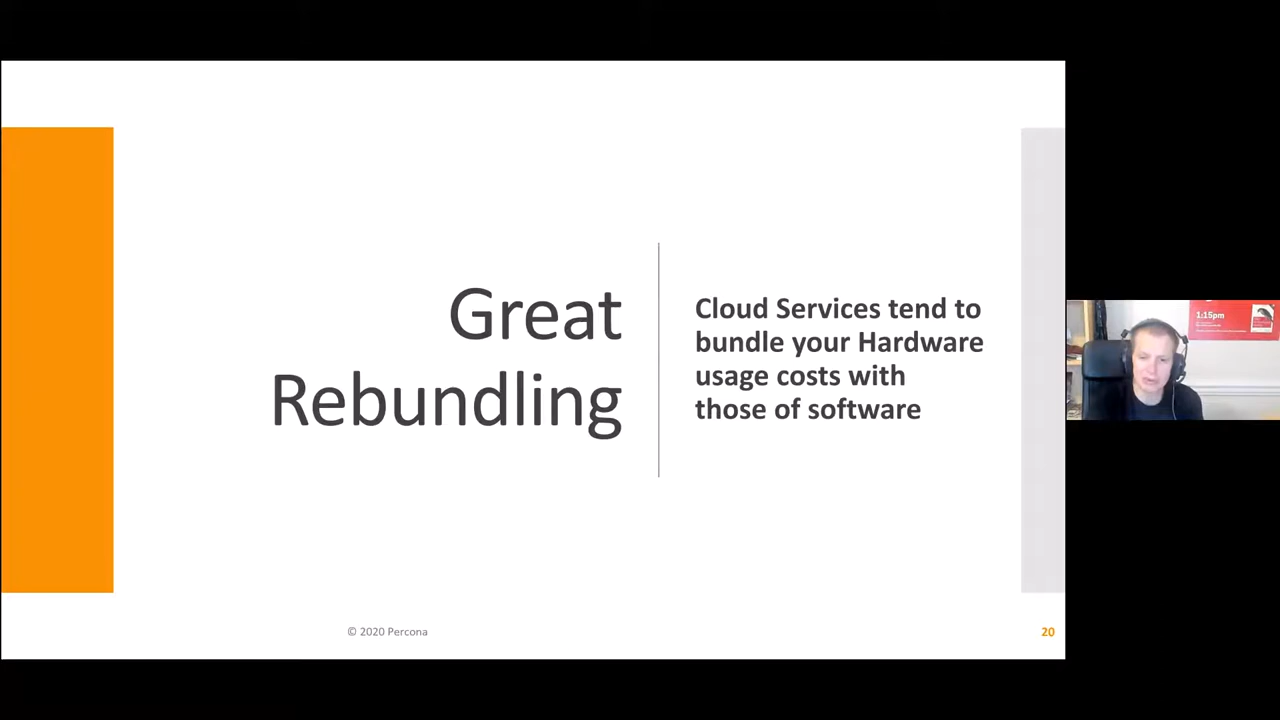 Great
Rebundling
Cloud Services tend to
bundle your Hardware
usage costs with
those of software
© 2020 Percona
20
1:15pm